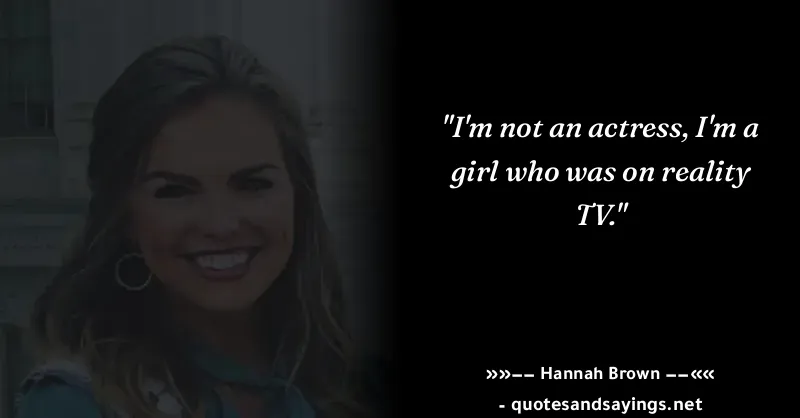 "I'm not an actress, I'm a
girl who was on reality
TV."
»»−− Hannah Brown −−««
- quotesandsayings.net